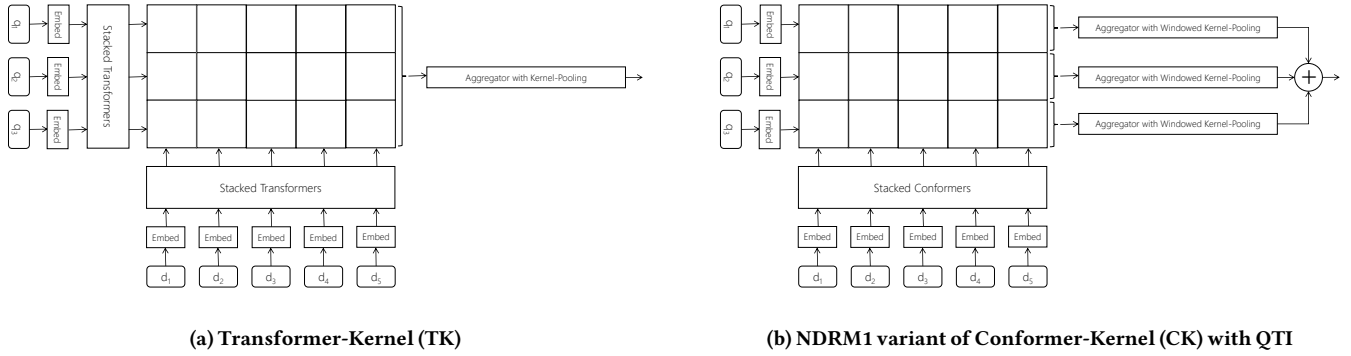 q1
Embed
q2
Embed
q3
Embed
Stacked Transformers
Aggregator with Kernel-Pooling
Stacked Transformers
Embed Embed Embed Embed Embed
d1 d2 d3 d4 d5
(a) Transformer-Kernel (TK)
q1
Embed
q2
Embed
q3
Embed
Aggregator with Windowed Kernel-Pooling
Aggregator with Windowed Kernel-Pooling
Aggregator with Windowed Kernel-Pooling
+
Stacked Conformers
Embed Embed Embed Embed Embed
d1 d2 d3 d4 d5
(b) NDRM1 variant of Conformer-Kernel (CK) with QTI